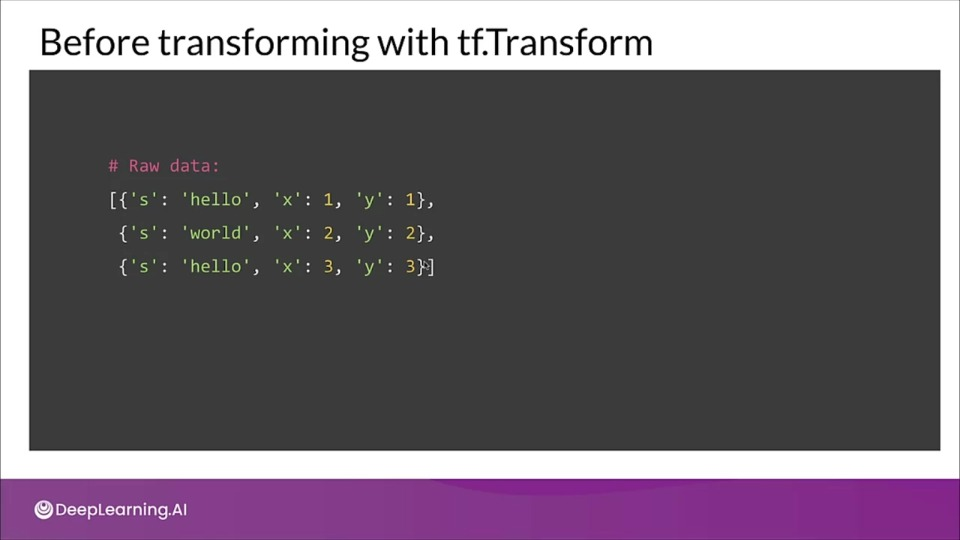 Before transforming with tf.Transform
# Raw data:
[{'s': 'hello', 'x': 1, 'y': 1},
{'s': 'world', 'x': 2, 'y': 2},
{'s': 'hello', 'x': 3, 'y': 3}]
DeepLearning.AI